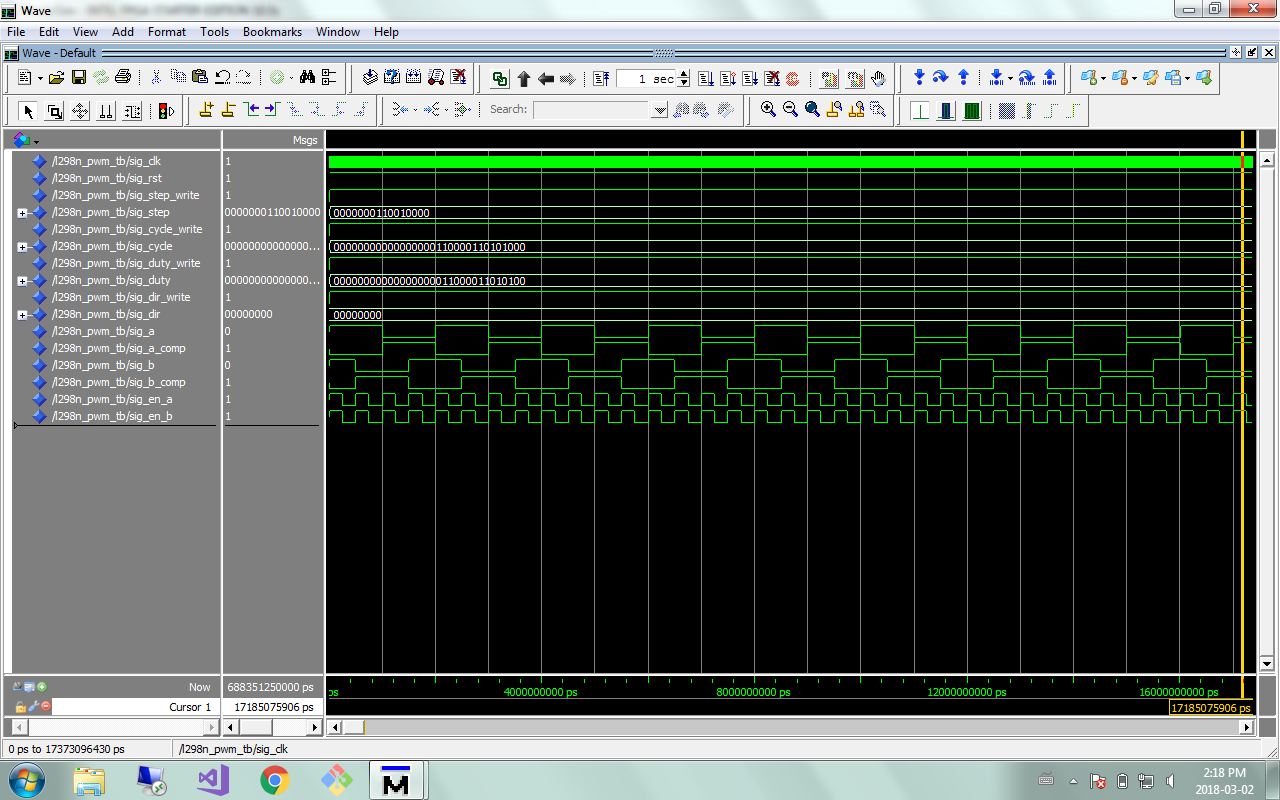 Wave
File Edit View Add Format Tools Bookmarks Window Help
Wave - Default
1 sec
Search:
Msgs
/l298n_pwm_tb/sig_clk 1
/l298n_pwm_tb/sig_rst 1
/l298n_pwm_tb/sig_step_write 1
/l298n_pwm_tb/sig_step 0000000110010000 0000000110010000
/l298n_pwm_tb/sig_cycle_write 1
/l298n_pwm_tb/sig_cycle 00000000000000... 00000000000000001100001101010000
/l298n_pwm_tb/sig_duty_write 1
/l298n_pwm_tb/sig_duty 00000000000000... 00000000000000000110000110101000
/l298n_pwm_tb/sig_dir_write 1
/l298n_pwm_tb/sig_dir 00000000 00000000
/l298n_pwm_tb/sig_a 0
/l298n_pwm_tb/sig_a_comp 1
/l298n_pwm_tb/sig_b 0
/l298n_pwm_tb/sig_b_comp 1
/l298n_pwm_tb/sig_en_a 1
/l298n_pwm_tb/sig_en_b 1
Now 688351250000 ps ps 4000000000 ps 8000000000 ps 12000000000 ps 16000000000 ps
Cursor 1 17185075906 ps 17185075906 ps
0 ps to 17373096430 ps /l298n_pwm_tb/sig_clk
M
2:18 PM
2018-03-02